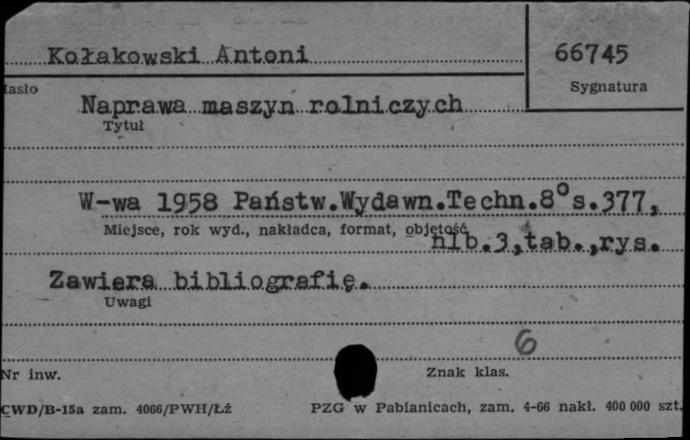 Kołakowski Antoni
66745
Hasło
Sygnatura
Naprawa maszyn rolniczych
Tytuł
W-wa 1958 Państw.Wydawn.Techn.8° s.377,
Miejsce, rok wyd., nakładca, format, objętość
nlb.3,tab.,rys.
Zawiera bibliografię.
Uwagi
6
Nr inw.
Znak klas.
CWD/B-15a zam. 4066/PWH/Łź
PZG w Pabianicach, zam. 4-66 nakł. 400 000 szt.